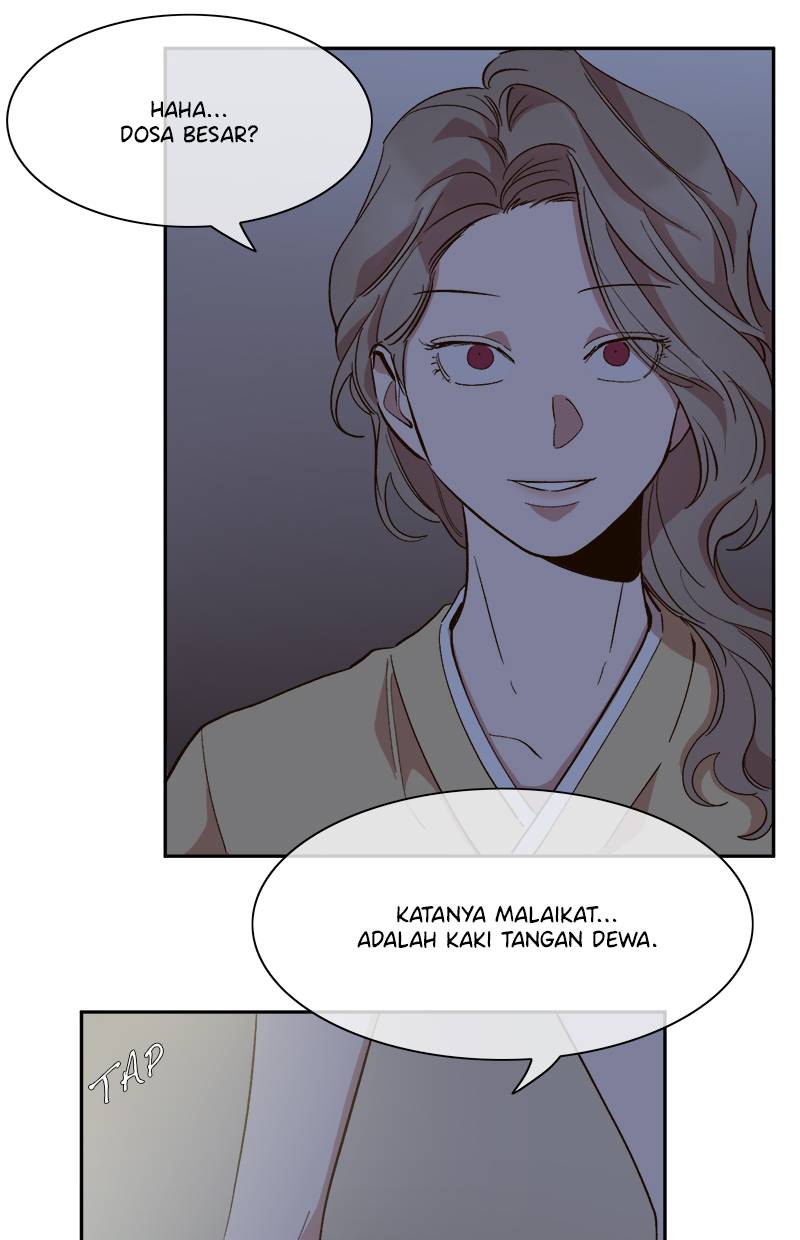 HAHA...
DOSA BESAR?
KATANYA MALAIKAT...
ADALAH KAKI TANGAN DEWA.
TAP